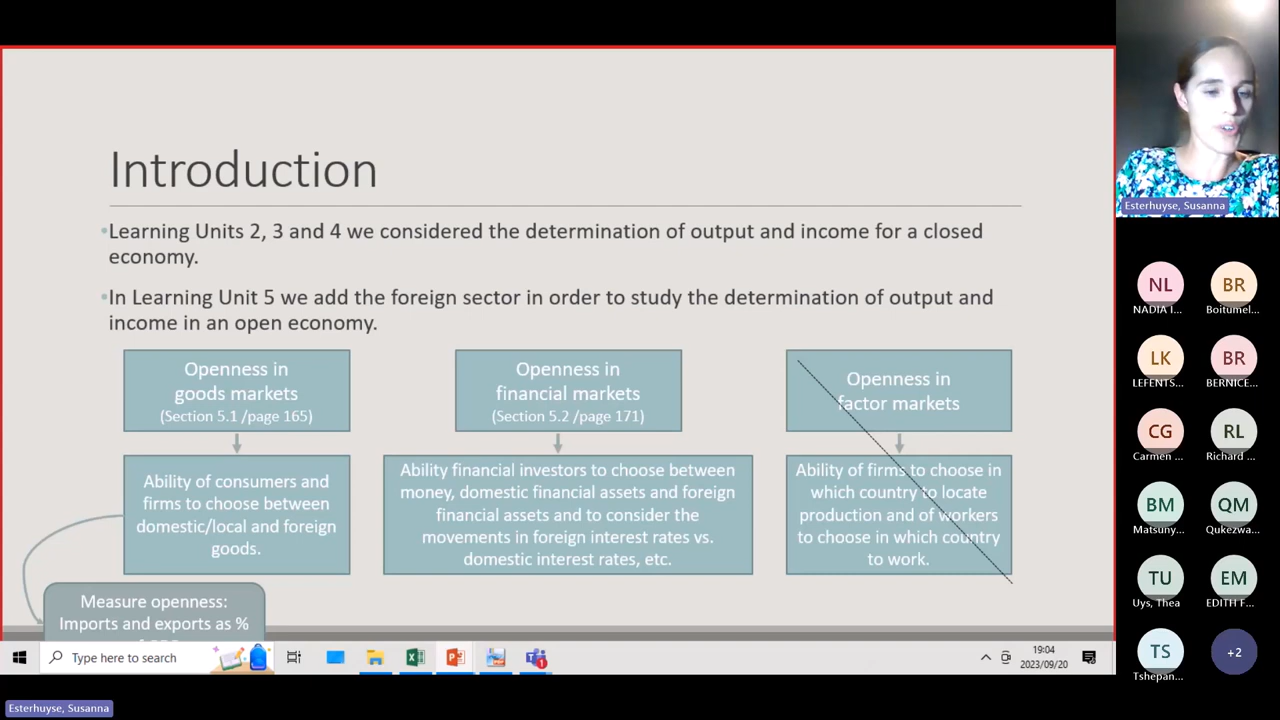 Introduction
•Learning Units 2, 3 and 4 we considered the determination of output and income for a closed
economy.
•In Learning Unit 5 we add the foreign sector in order to study the determination of output and
income in an open economy.
Openness in
goods markets
(Section 5.1 /page 165)
Openness in
financial markets
(Section 5.2 /page 171)
Openness in
factor markets
Ability of consumers and
firms to choose between
domestic/local and foreign
goods.
Ability financial investors to choose between
money, domestic financial assets and foreign
financial assets and to consider the
movements in foreign interest rates vs.
domestic interest rates, etc.
Ability of firms to choose in
which country to locate
production and of workers
to choose in which country
to work.
Measure openness:
Imports and exports as %
Type here to search
1
19:04
2023/09/20
Esterhuyse, Susanna
Esterhuyse, Susanna
NL
NADIA I...
BR
Boitumel...
LK
LEFENTS...
BR
BERNICE...
CG
Carmen ...
RL
Richard ...
BM
Matsuny...
QM
Qukezwa...
TU
Uys, Thea
EM
EDITH F...
TS
Tshepan...
+2